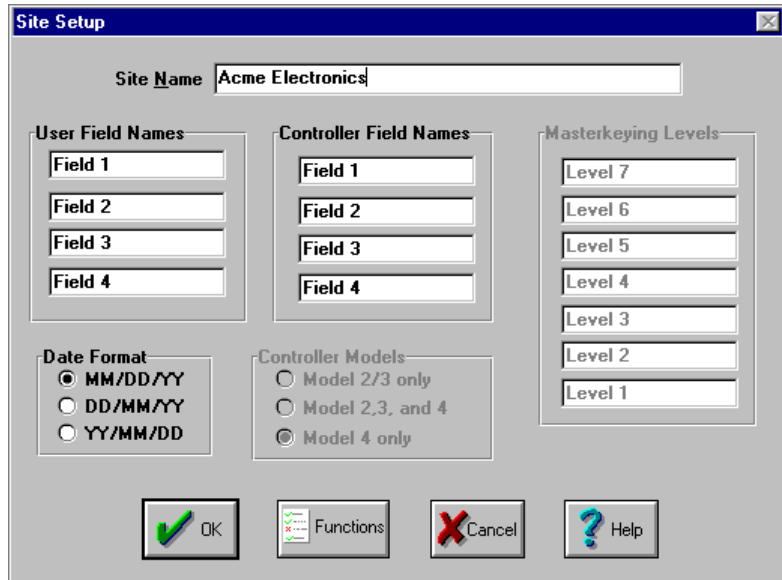 Site Setup
Site Name Acme Electronics
User Field Names
Field 1
Field 2
Field 3
Field 4
Controller Field Names
Field 1
Field 2
Field 3
Field 4
Masterkeying Levels
Level 7
Level 6
Level 5
Level 4
Level 3
Level 2
Level 1
Date Format
MM/DD/YY
DD/MM/YY
YY/MM/DD
Controller Models
Model 2/3 only
Model 2,3, and 4
Model 4 only
OK
Functions
Cancel
Help